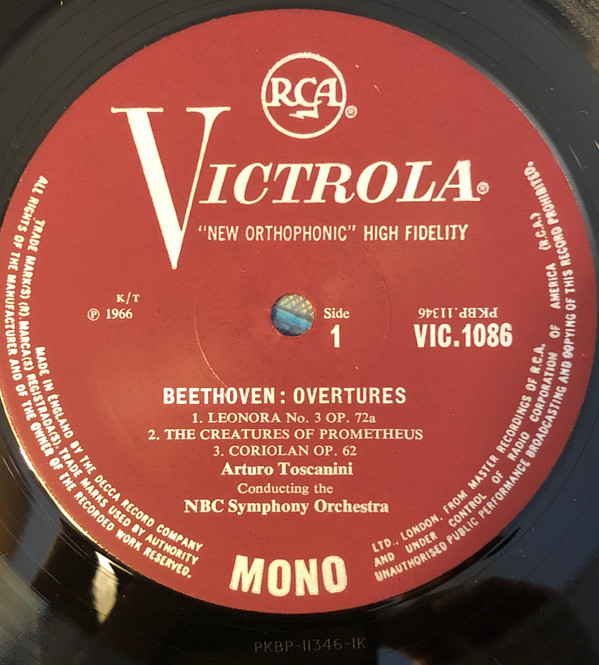 RCA®
VICTROLA®
"NEW ORTHOPHONIC" HIGH FIDELITY
K/T
℗ 1966
Side
1
PKBP.11346
VIC.1086
BEETHOVEN : OVERTURES
1. LEONORA No. 3 OP. 72a
2. THE CREATURES OF PROMETHEUS
3. CORIOLAN OP. 62
Arturo Toscanini
Conducting the
NBC Symphony Orchestra
MONO
MADE IN ENGLAND BY THE DECCA RECORD COMPANY LTD., LONDON, FROM MASTER RECORDINGS OF R.C.A.
TRADE MARK(S) (R) MARCA(S) REGISTRADA(S), TRADE MARKS USED BY AUTHORITY AND UNDER CONTROL OF RADIO CORPORATION OF AMERICA (R.C.A.)
ALL RIGHTS OF THE MANUFACTURER AND OF THE OWNER OF THE RECORDED WORK RESERVED. UNAUTHORISED PUBLIC PERFORMANCE BROADCASTING AND COPYING OF THIS RECORD PROHIBITED.
PKBP-11346-1K